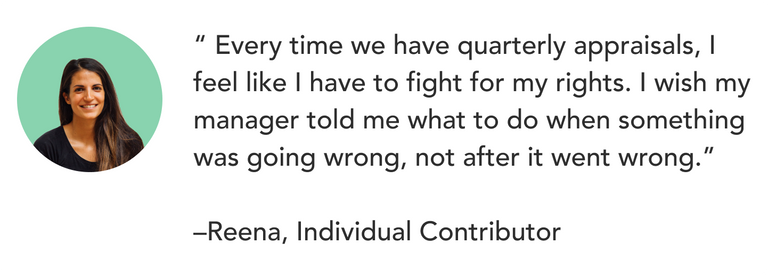 “ Every time we have quarterly appraisals, I
feel like I have to fight for my rights. I wish my
manager told me what to do when something
was going wrong, not after it went wrong.”
–Reena, Individual Contributor